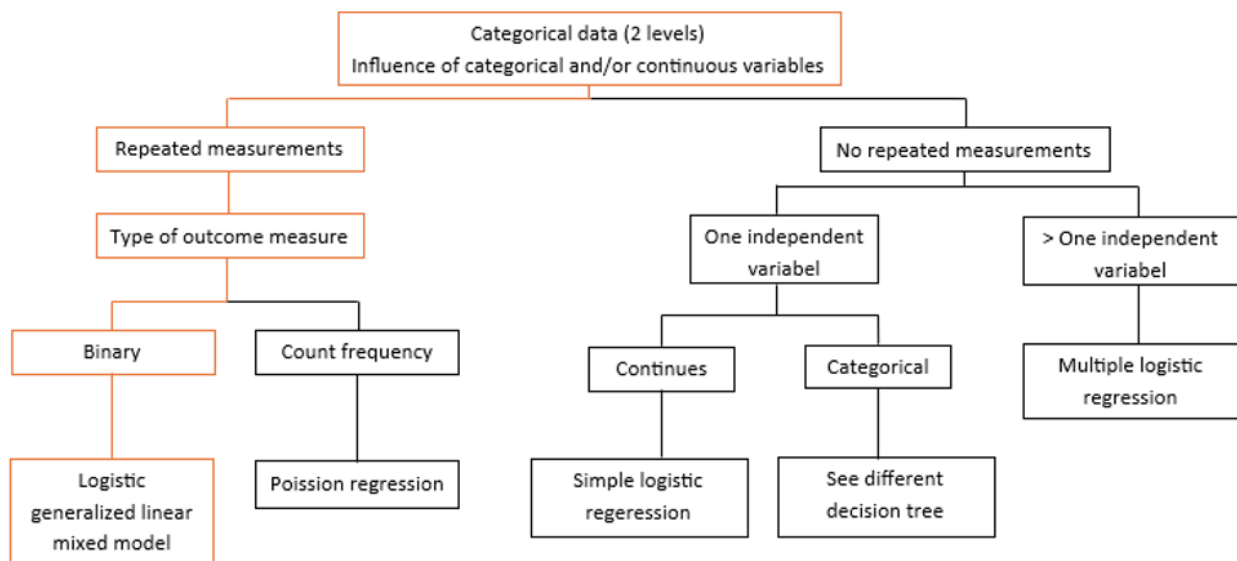 Categorical data (2 levels)
Influence of categorical and/or continuous variables
Repeated measurements
No repeated measurements
Type of outcome measure
One independent
variabel
> One independent
variabel
Binary
Count frequency
Continues
Categorical
Multiple logistic
regression
Logistic
generalized linear
mixed model
Poission regression
Simple logistic
regeression
See different
decision tree